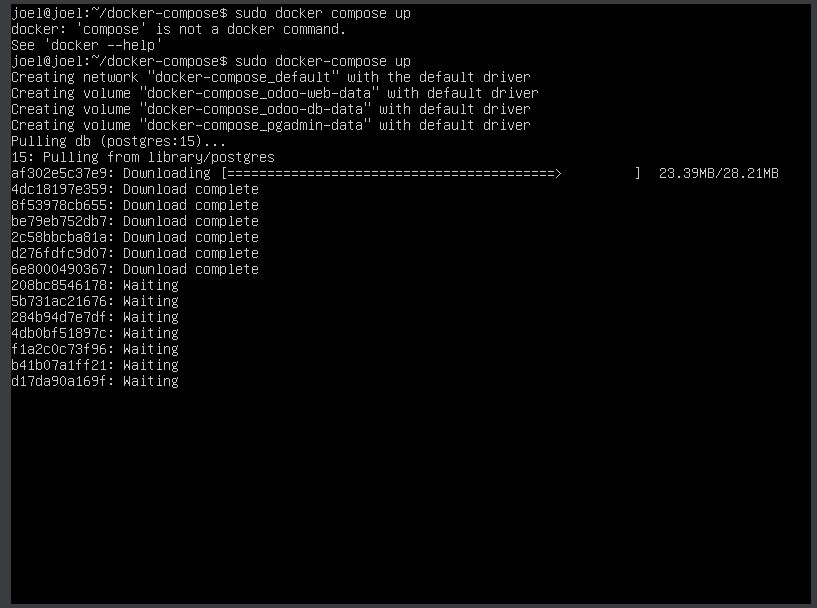 joel@joel:~/docker-compose$ sudo docker compose up
docker: 'compose' is not a docker command.
See 'docker --help'
joel@joel:~/docker-compose$ sudo docker-compose up
Creating network "docker-compose_default" with the default driver
Creating volume "docker-compose_odoo-web-data" with default driver
Creating volume "docker-compose_odoo-db-data" with default driver
Creating volume "docker-compose_pgadmin-data" with default driver
Pulling db (postgres:15)...
15: Pulling from library/postgres
af302e5c37e9: Downloading [=========================================>         ]  23.39MB/28.21MB
4dc18197e359: Download complete
8f53978cb655: Download complete
be79eb752db7: Download complete
2c58bbcba81a: Download complete
d276fdfc9d07: Download complete
6e8000490367: Download complete
208bc8546178: Waiting
5b731ac21676: Waiting
284b94d7e7df: Waiting
4db0bf51897c: Waiting
f1a2c0c73f96: Waiting
b41b07a1ff21: Waiting
d17da90a169f: Waiting